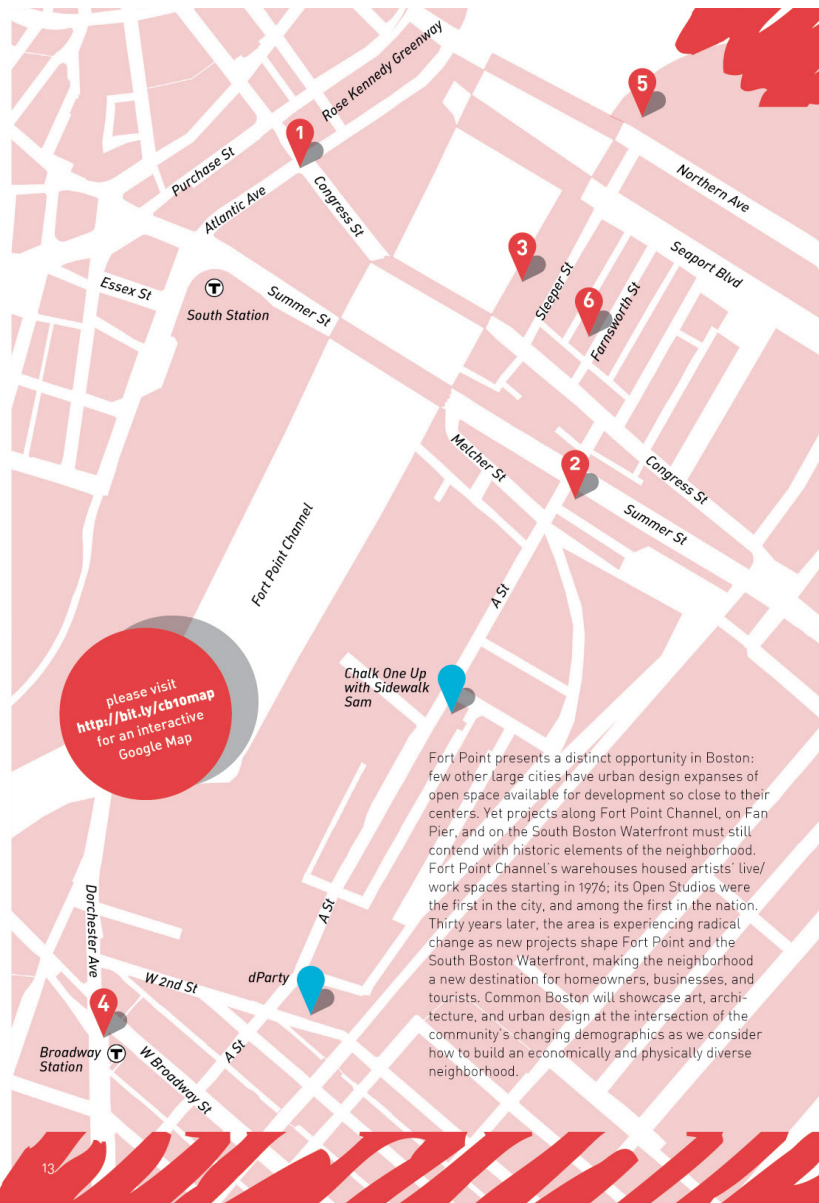 5
Rose Kennedy Greenway
1
Purchase St
Northern Ave
Atlantic Ave
Congress St
3
Seaport Blvd
Sleeper St
Essex St
T
South Station
Summer St
6
Farnsworth St
Melcher St
2
Congress St
Summer St
Fort Point Channel
A St
please visit
http://bit.ly/cb10map
for an interactive
Google Map
Chalk One Up
with Sidewalk
Sam
Fort Point presents a distinct opportunity in Boston:
few other large cities have urban design expanses of
open space available for development so close to their
centers. Yet projects along Fort Point Channel, on Fan
Pier, and on the South Boston Waterfront must still
contend with historic elements of the neighborhood.
Fort Point Channel's warehouses housed artists' live/
work spaces starting in 1976; its Open Studios were
the first in the city, and among the first in the nation.
Thirty years later, the area is experiencing radical
change as new projects shape Fort Point and the
South Boston Waterfront, making the neighborhood
a new destination for homeowners, businesses, and
tourists. Common Boston will showcase art, archi-
tecture, and urban design at the intersection of the
community's changing demographics as we consider
how to build an economically and physically diverse
neighborhood.
Dorchester Ave
A St
W 2nd St
dParty
4
Broadway
Station
T
A St
W Broadway St
13